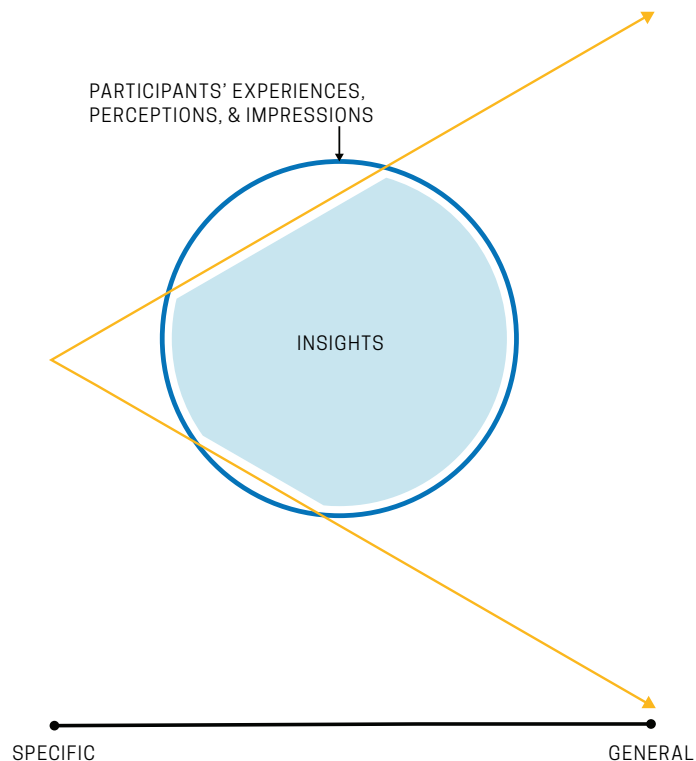 PARTICIPANTS’ EXPERIENCES,
PERCEPTIONS, & IMPRESSIONS
INSIGHTS
SPECIFIC
GENERAL